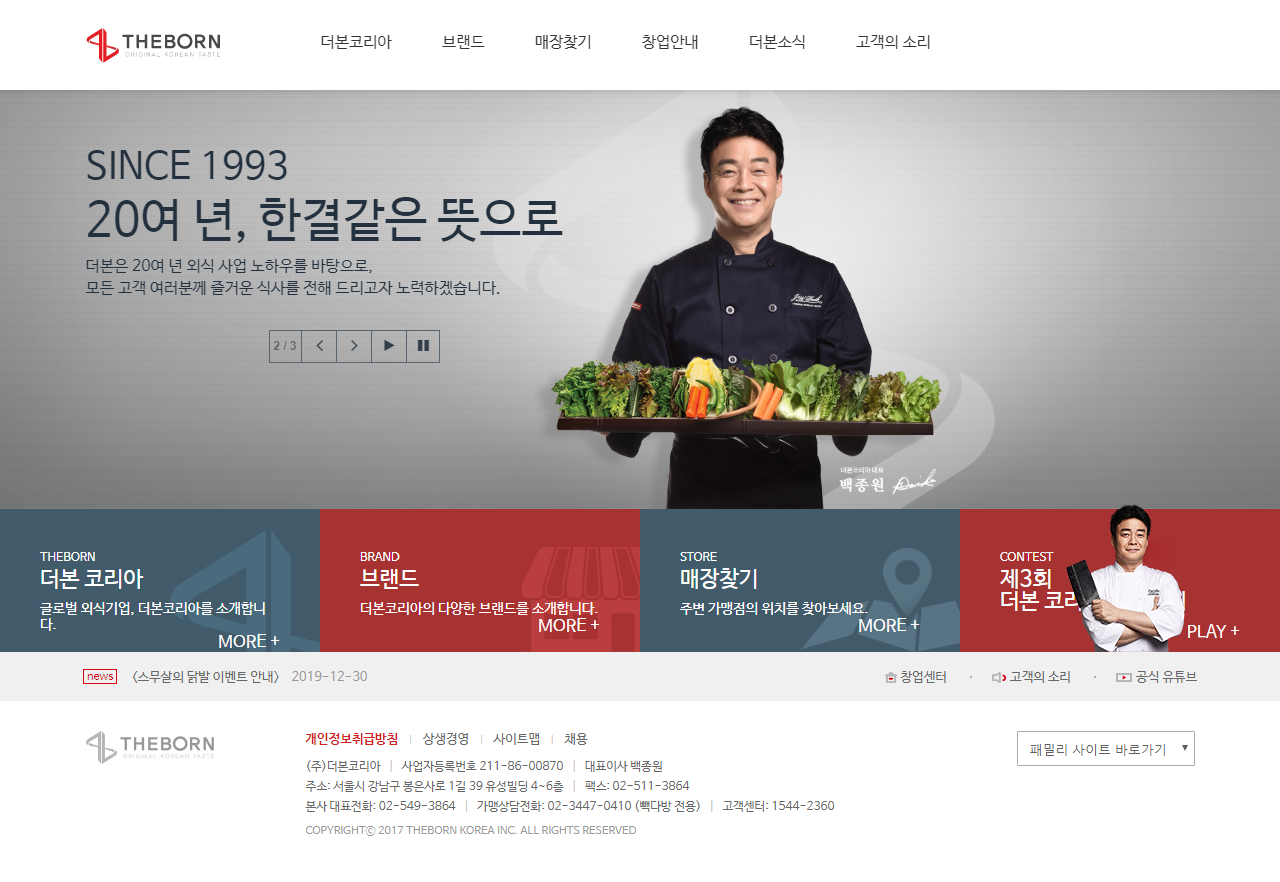 THEBORN
ORIGINAL KOREAN TASTE
더본코리아 브랜드 매장찾기 창업안내 더본소식 고객의 소리
SINCE 1993
20여 년, 한결같은 뜻으로
더본은 20여 년 외식 사업 노하우를 바탕으로,
모든 고객 여러분께 즐거운 식사를 전해 드리고자 노력하겠습니다.
2 / 3
더본코리아 대표
백종원
THEBORN
더본 코리아
글로벌 외식기업, 더본코리아를 소개합니
다.
MORE +
BRAND
브랜드
더본코리아의 다양한 브랜드를 소개합니다.
MORE +
STORE
매장찾기
주변 가맹점의 위치를 찾아보세요.
MORE +
CONTEST
제3회
더본 코리
PLAY +
news 〈스무살의 닭발 이벤트 안내〉 2019-12-30
창업센터 · 고객의 소리 · 공식 유튜브
THEBORN
ORIGINAL KOREAN TASTE
개인정보취급방침 | 상생경영 | 사이트맵 | 채용
(주)더본코리아 | 사업자등록번호 211-86-00870 | 대표이사 백종원
주소: 서울시 강남구 봉은사로 1길 39 유성빌딩 4~6층 | 팩스: 02-511-3864
본사 대표전화: 02-549-3864 | 가맹상담전화: 02-3447-0410 (빽다방 전용) | 고객센터: 1544-2360
COPYRIGHTⓒ 2017 THEBORN KOREA INC. ALL RIGHTS RESERVED
패밀리 사이트 바로가기